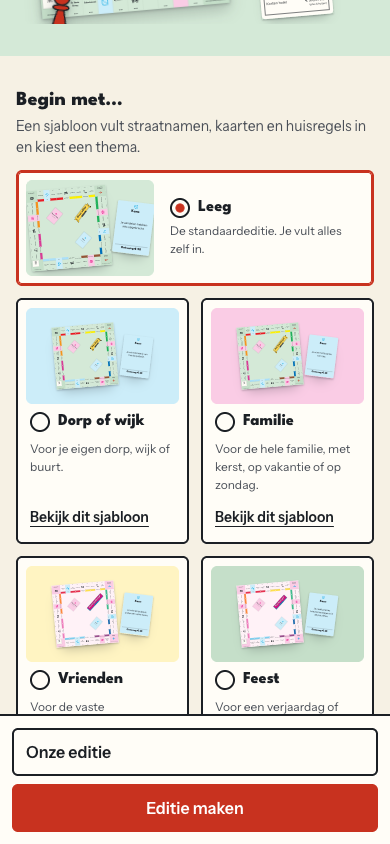 Begin met...
Een sjabloon vult straatnamen, kaarten en huisregels in
en kiest een thema.
Leeg
De standaardeditie. Je vult alles
zelf in.
Dorp of wijk
Voor je eigen dorp, wijk of
buurt.
Bekijk dit sjabloon
Familie
Voor de hele familie, met
kerst, op vakantie of op
zondag.
Bekijk dit sjabloon
Vrienden
Voor de vaste
Feest
Voor een verjaardag of
Onze editie
Editie maken